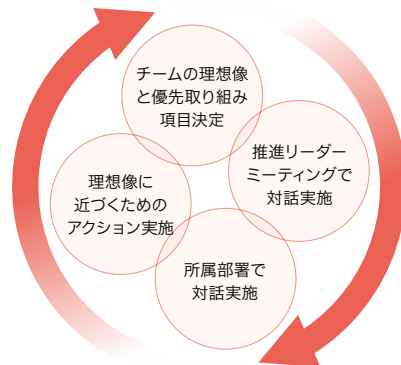 チームの理想像
と優先取り組み
項目決定
推進リーダー
ミーティングで
対話実施
所属部署で
対話実施
理想像に
近づくための
アクション実施